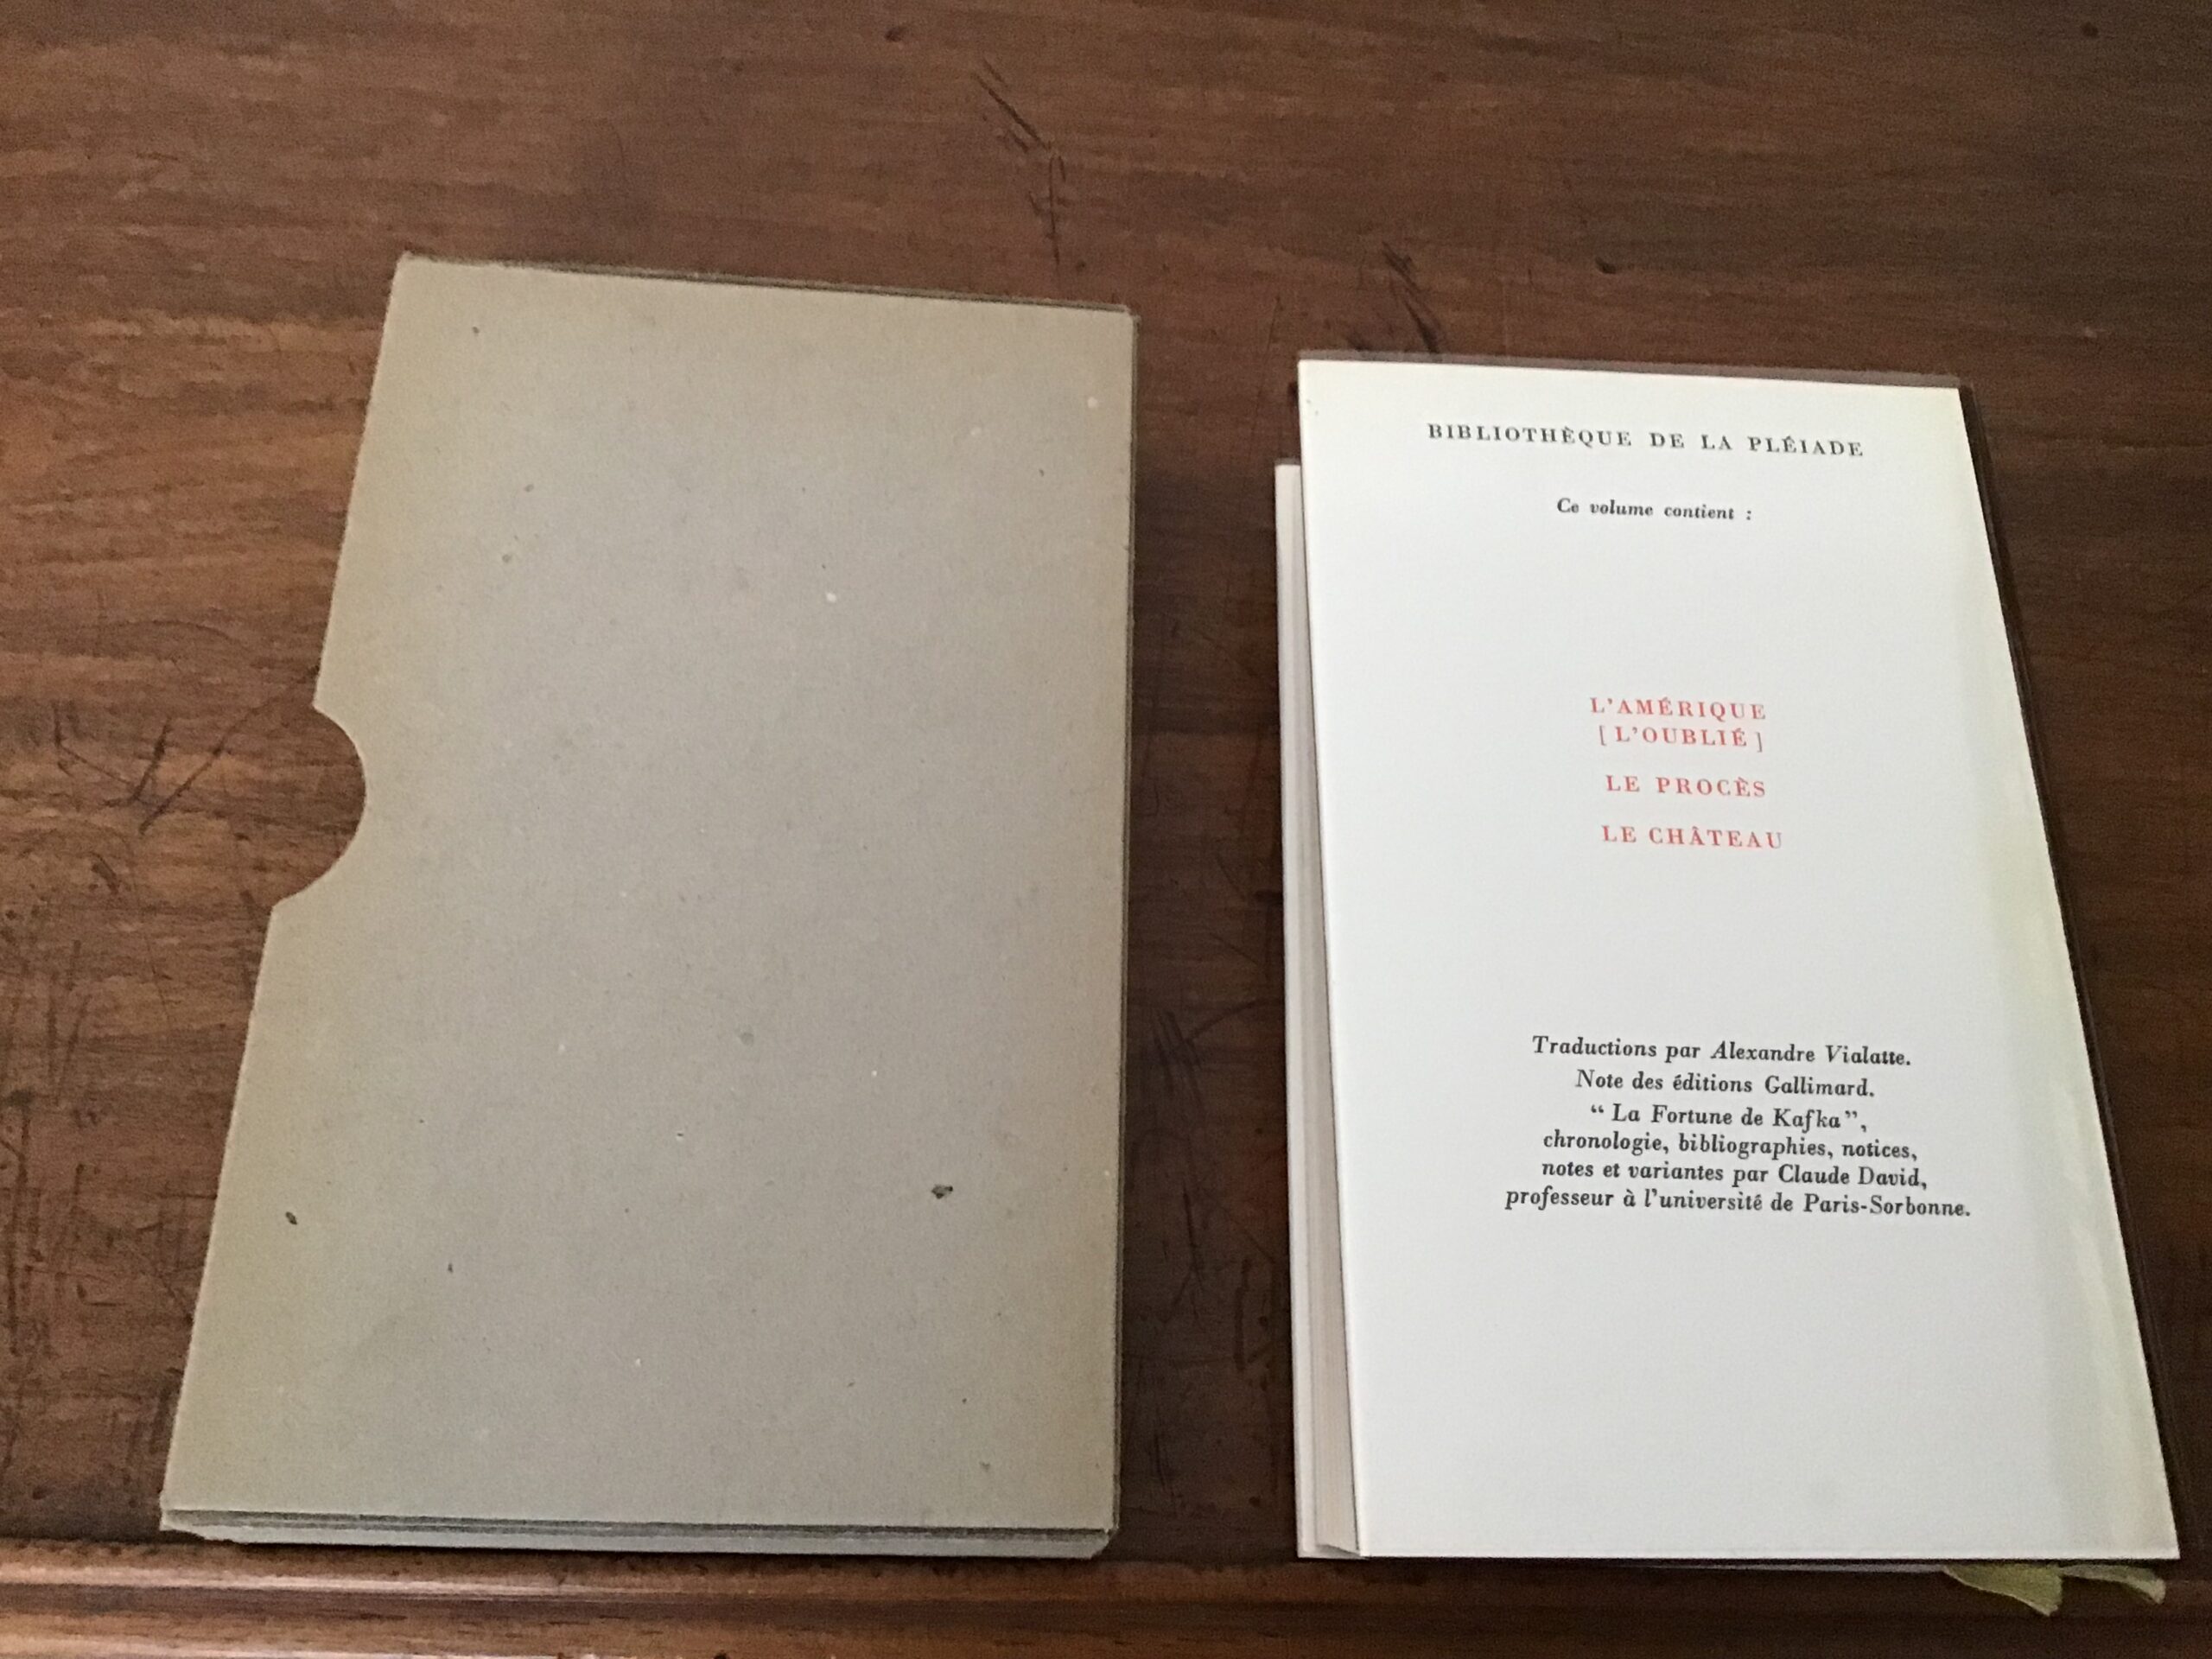 BIBLIOTHÈQUE DE LA PLÉIADE
Ce volume contient :
L'AMÉRIQUE
[ L'OUBLIÉ ]
LE PROCÈS
LE CHÂTEAU
Traductions par Alexandre Vialatte.
Note des éditions Gallimard.
“ La Fortune de Kafka”,
chronologie, bibliographies, notices,
notes et variantes par Claude David,
professeur à l'université de Paris-Sorbonne.